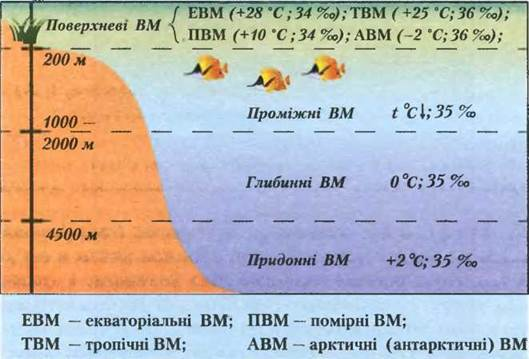 Поверхневі ВМ { ЕВМ (+28 °С; 34 ‰); ТВМ (+25 °С; 36 ‰);
ПВМ (+10 °С; 34 ‰); АВМ (−2 °С; 36 ‰);
200 м
Проміжні ВМ t °C↓; 35 ‰
1000 –
2000 м
Глибинні ВМ 0°С; 35 ‰
4500 м
Придонні ВМ +2°С; 35 ‰
ЕВМ — екваторіальні ВМ; ПВМ — помірні ВМ;
ТВМ — тропічні ВМ; АВМ — арктичні (антарктичні) ВМ